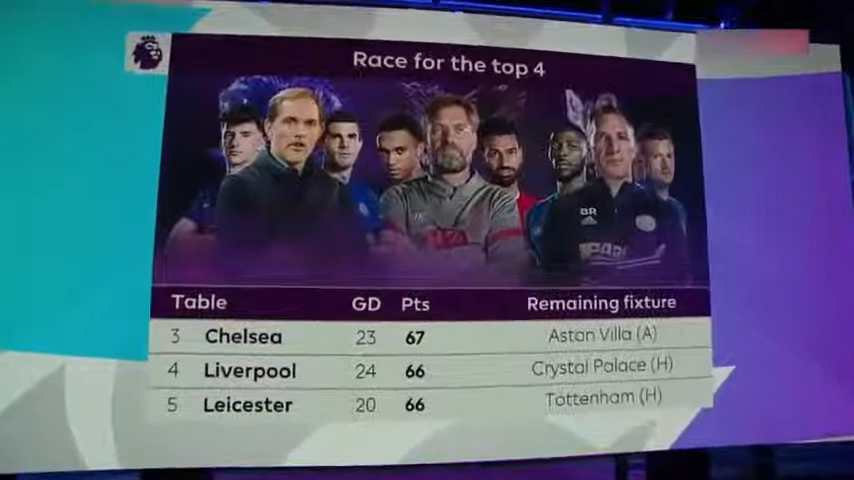 Race for the top 4
BR
Table GD Pts Remaining fixture
3 Chelsea 23 67 Aston Villa (A)
4 Liverpool 24 66 Crystal Palace (H)
5 Leicester 20 66 Tottenham (H)